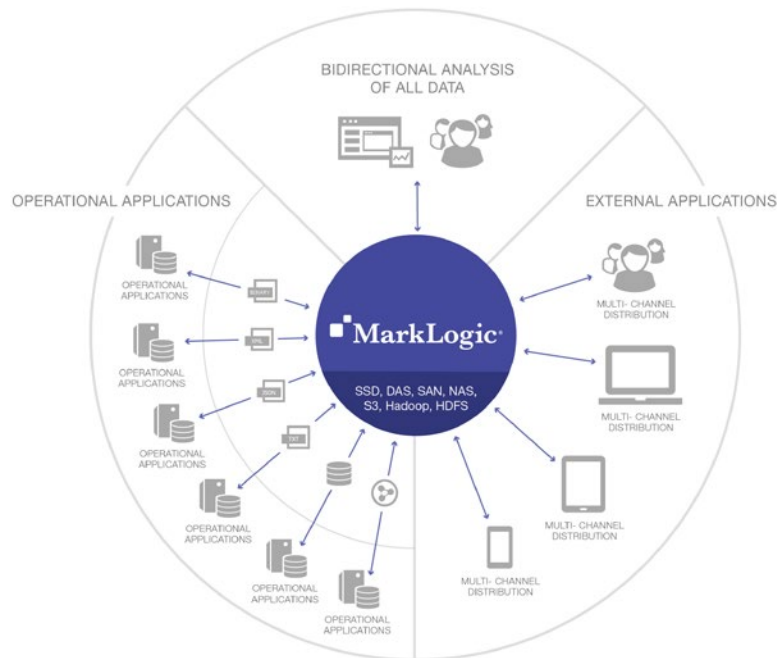 BIDIRECTIONAL ANALYSIS
OF ALL DATA
OPERATIONAL APPLICATIONS
EXTERNAL APPLICATIONS
OPERATIONAL
APPLICATIONS
BINARY
MULTI- CHANNEL
DISTRIBUTION
MarkLogic®
OPERATIONAL
APPLICATIONS
XML
SSD, DAS, SAN, NAS,
S3, Hadoop, HDFS
JSON
MULTI- CHANNEL
DISTRIBUTION
OPERATIONAL
APPLICATIONS
TXT
OPERATIONAL
APPLICATIONS
MULTI- CHANNEL
DISTRIBUTION
OPERATIONAL
APPLICATIONS
MULTI- CHANNEL
DISTRIBUTION
OPERATIONAL
APPLICATIONS